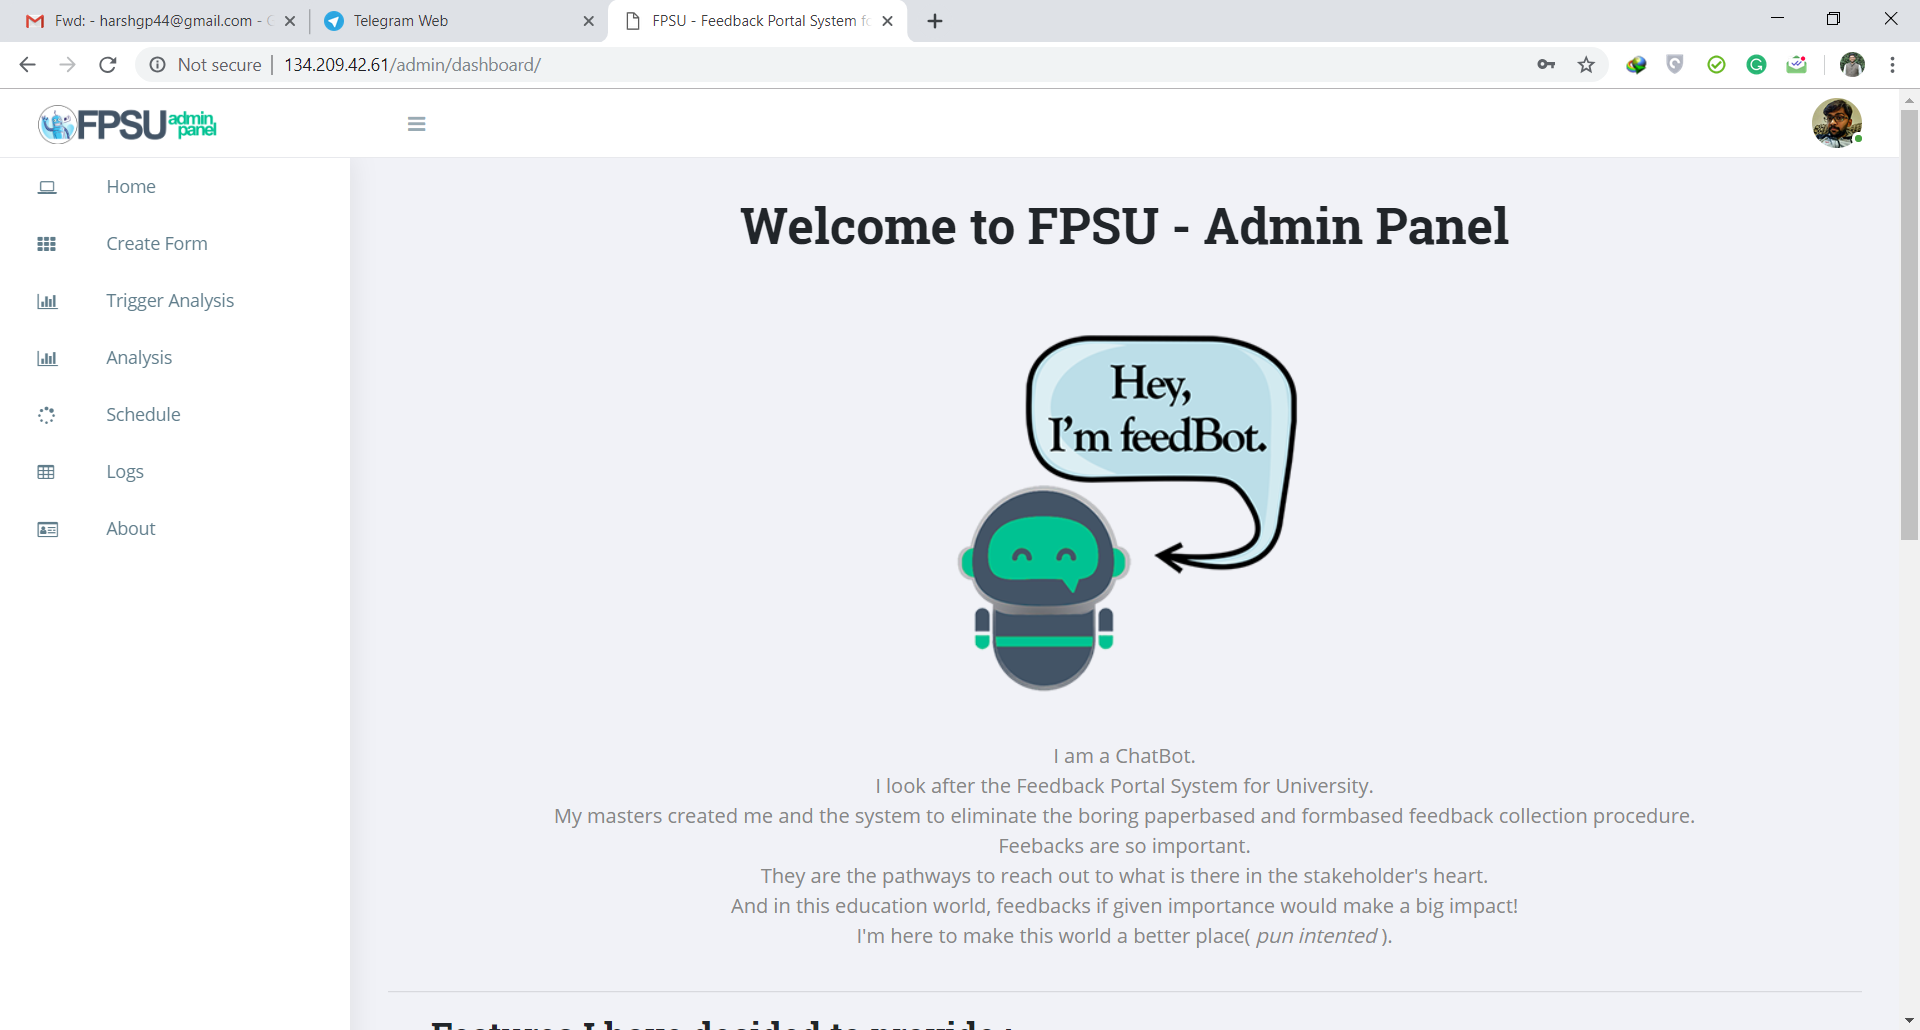 Fwd: - harshgp44@gmail.com -
Telegram Web
FPSU - Feedback Portal System
Not secure
134.209.42.61/admin/dashboard/
FPSU admin panel
Home
Create Form
Trigger Analysis
Analysis
Schedule
Logs
About
Welcome to FPSU - Admin Panel
Hey,
I'm feedBot.
I am a ChatBot.
I look after the Feedback Portal System for University.
My masters created me and the system to eliminate the boring paperbased and formbased feedback collection procedure.
Feebacks are so important.
They are the pathways to reach out to what is there in the stakeholder's heart.
And in this education world, feedbacks if given importance would make a big impact!
I'm here to make this world a better place( pun intented ).
Features I have decided to provide :